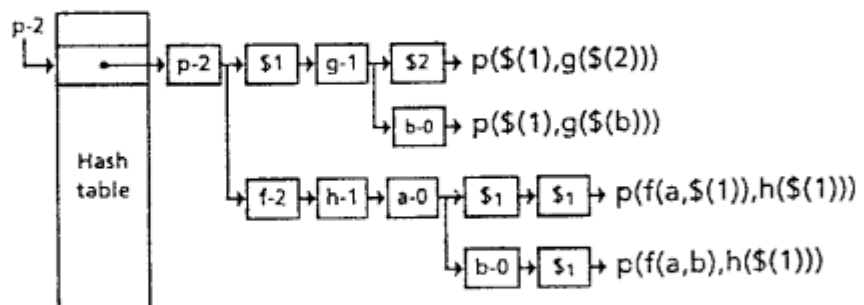 p-2
p-2 $1 g-1 $2 p($(1),g($(2)))
b-0 p($(1),g($(b)))
Hash
table
f-2 h-1 a-0 $1 $1 p(f(a,$(1)),h($(1)))
b-0 $1 p(f(a,b),h($(1)))